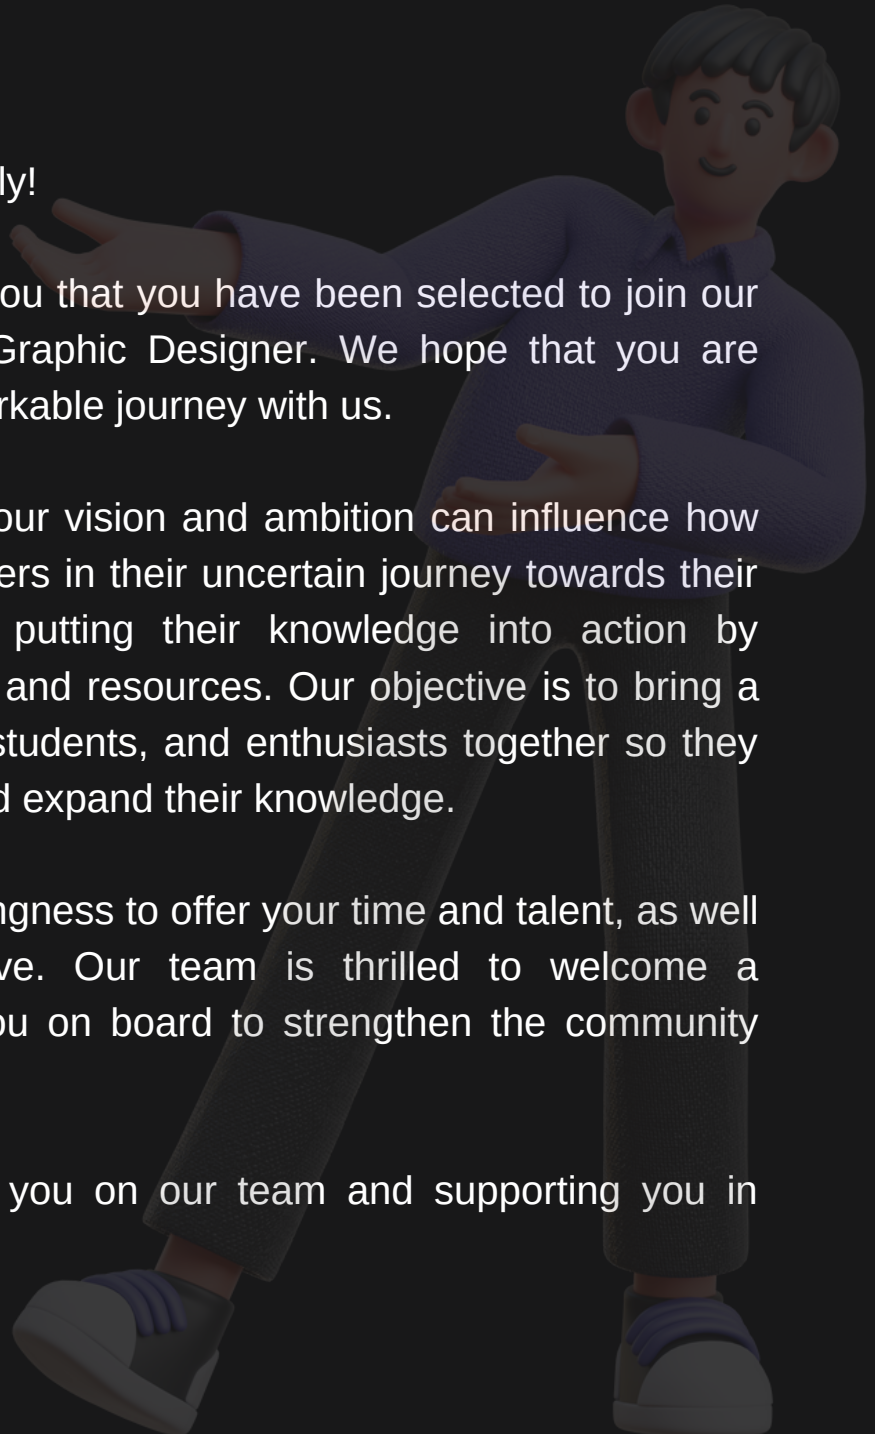 ly!
ou that you have been selected to join our
Graphic Designer. We hope that you are
rkable journey with us.
our vision and ambition can influence how
ers in their uncertain journey towards their
putting their knowledge into action by
and resources. Our objective is to bring a
students, and enthusiasts together so they
d expand their knowledge.
ngness to offer your time and talent, as well
ve. Our team is thrilled to welcome a
ou on board to strengthen the community
you on our team and supporting you in